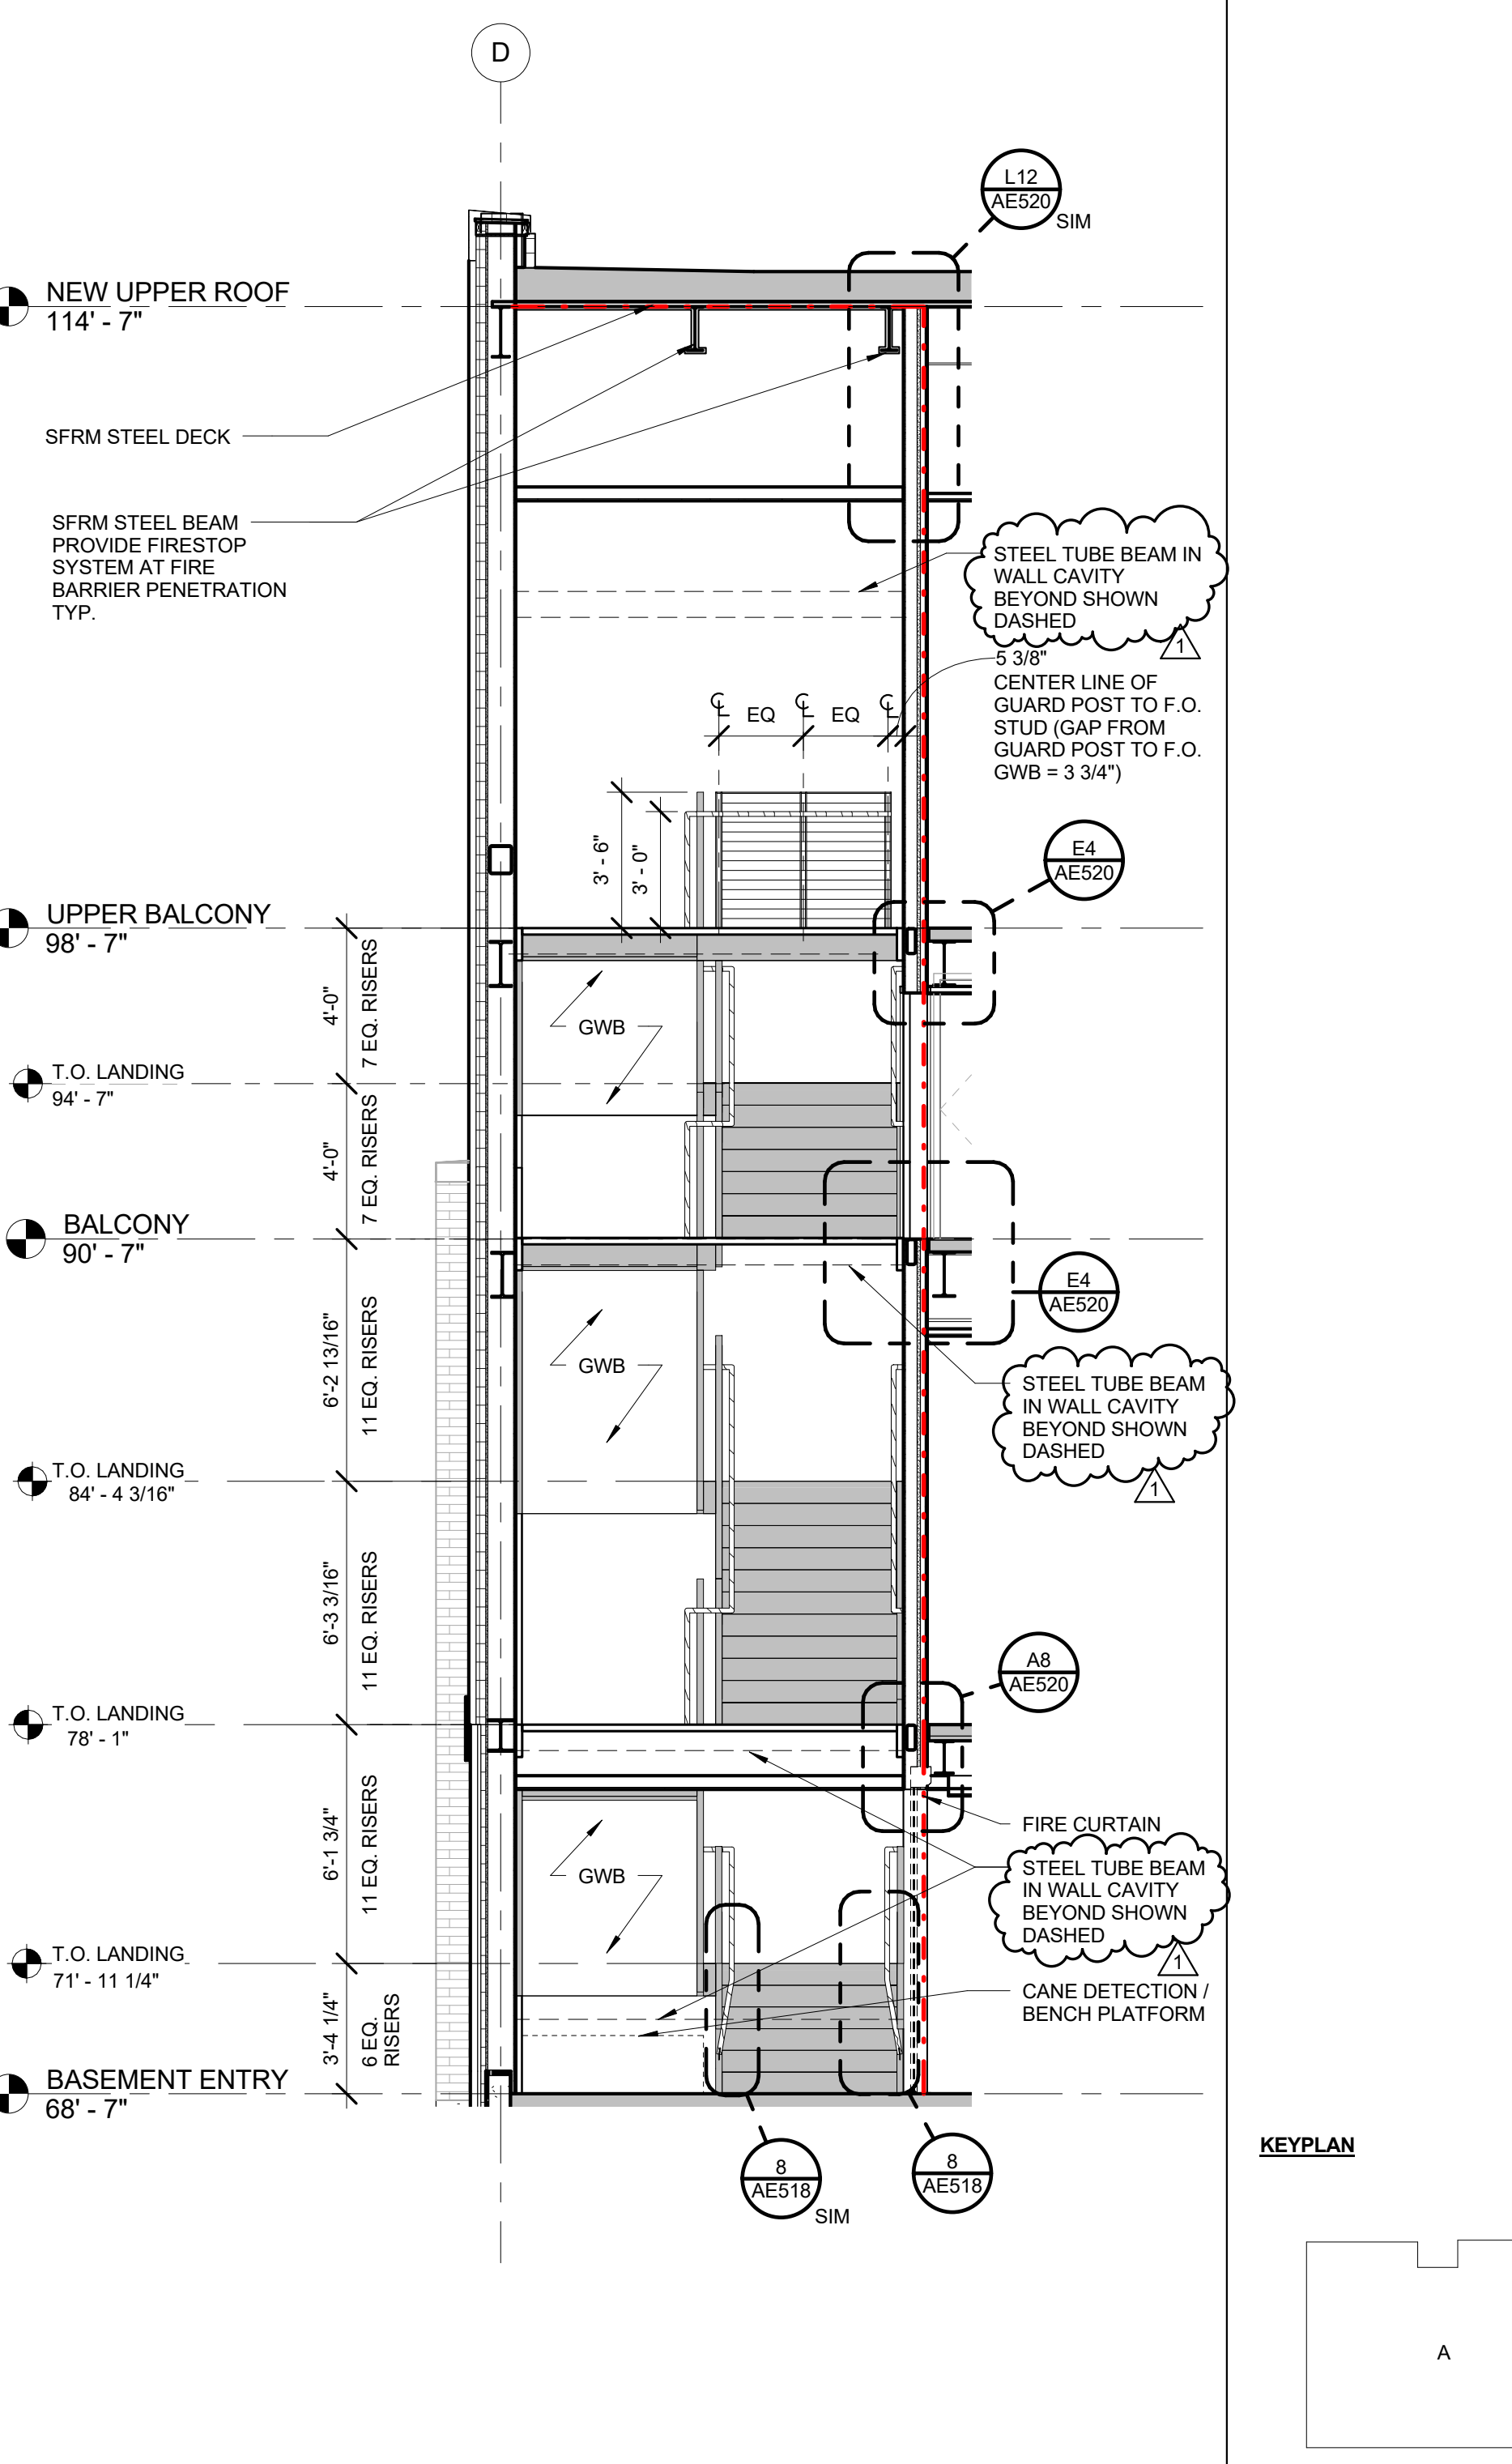 D
L12
AE520
SIM
NEW UPPER ROOF
114' - 7"
SFRM STEEL DECK
SFRM STEEL BEAM
PROVIDE FIRESTOP
SYSTEM AT FIRE
BARRIER PENETRATION
TYP.
STEEL TUBE BEAM IN
WALL CAVITY
BEYOND SHOWN
DASHED
1
5 3/8"
CENTER LINE OF
GUARD POST TO F.O.
STUD (GAP FROM
GUARD POST TO F.O.
GWB = 3 3/4")
℄ EQ ℄ EQ ℄
3' - 6"
3' - 0"
E4
AE520
UPPER BALCONY
98' - 7"
4'-0"
7 EQ. RISERS
GWB
T.O. LANDING
94' - 7"
4'-0"
7 EQ. RISERS
BALCONY
90' - 7"
E4
AE520
6'-2 13/16"
11 EQ. RISERS
GWB
STEEL TUBE BEAM
IN WALL CAVITY
BEYOND SHOWN
DASHED
1
T.O. LANDING
84' - 4 3/16"
6'-3 3/16"
11 EQ. RISERS
A8
AE520
T.O. LANDING
78' - 1"
6'-1 3/4"
11 EQ. RISERS
GWB
FIRE CURTAIN
STEEL TUBE BEAM
IN WALL CAVITY
BEYOND SHOWN
DASHED
1
T.O. LANDING
71' - 11 1/4"
CANE DETECTION /
BENCH PLATFORM
3'-4 1/4"
6 EQ.
RISERS
BASEMENT ENTRY
68' - 7"
8
AE518
SIM
8
AE518
KEYPLAN
A